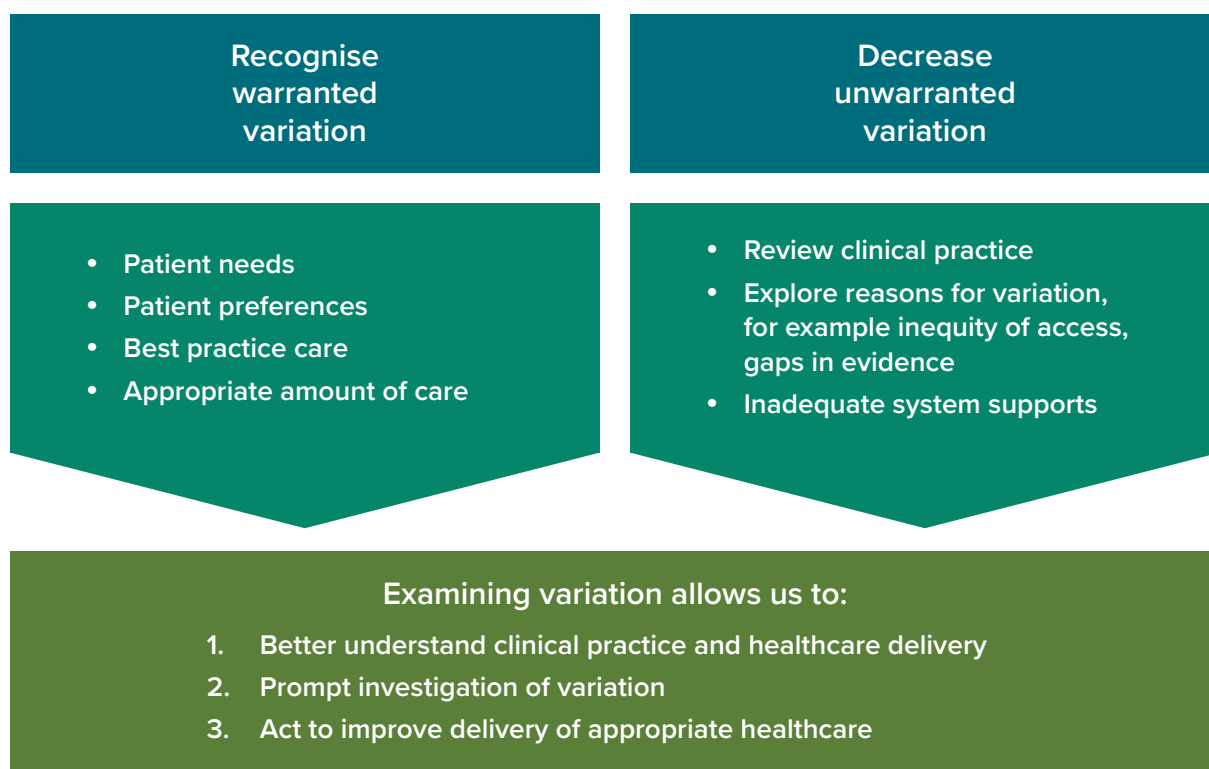 Recognise
warranted
variation
Decrease
unwarranted
variation
• Patient needs
• Patient preferences
• Best practice care
• Appropriate amount of care
• Review clinical practice
• Explore reasons for variation,
for example inequity of access,
gaps in evidence
• Inadequate system supports
Examining variation allows us to:
1. Better understand clinical practice and healthcare delivery
2. Prompt investigation of variation
3. Act to improve delivery of appropriate healthcare